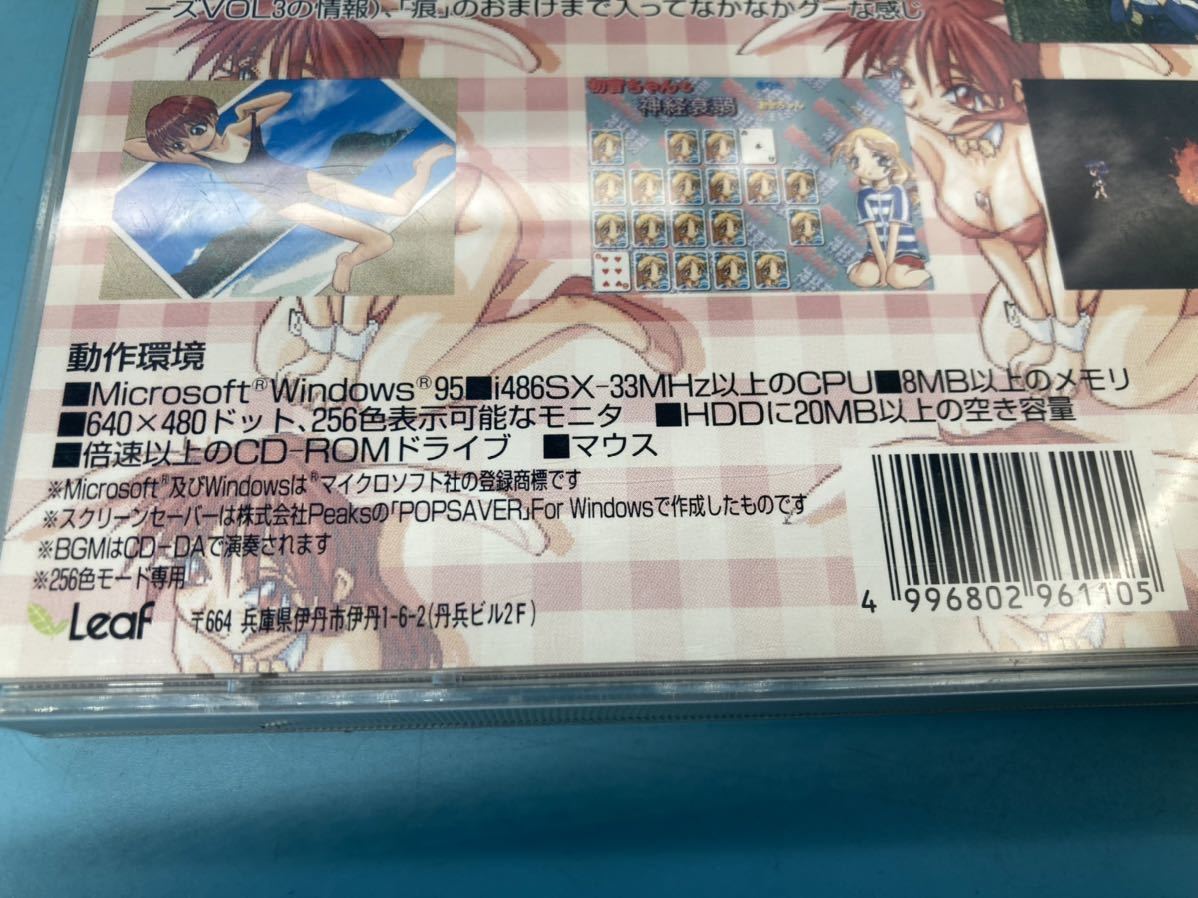 ーズVOL3の情報)、「痕」のおまけまで入ってなかなかグーな感じ
初音ちゃんと
神経衰弱
動作環境
■Microsoft®Windows®95■i486SX-33MHz以上のCPU■8MB以上のメモリ
■640×480ドット、256色表示可能なモニタ ■HDDに20MB以上の空き容量
■倍速以上のCD-ROMドライブ ■マウス
※Microsoft®及びWindowsは®マイクロソフト社の登録商標です
※スクリーンセーバーは株式会社Peaksの「POPSAVER」For Windowsで作成したものです
※BGMはCD-DAで演奏されます
※256色モード専用
Leaf 〒664 兵庫県伊丹市伊丹1-6-2(丹兵ビル2F)
4 996802 961105